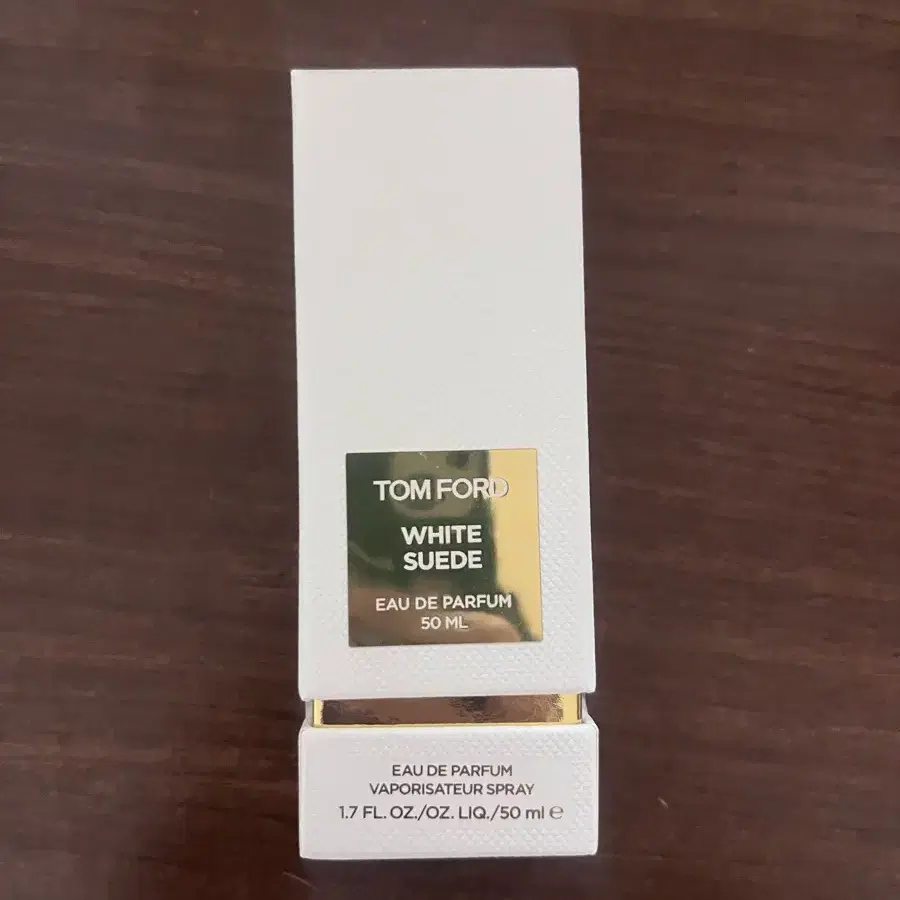 TOM FORD
WHITE
SUEDE
EAU DE PARFUM
50 ML
EAU DE PARFUM
VAPORISATEUR SPRAY
1.7 FL. OZ./OZ. LIQ./50 ml ℮